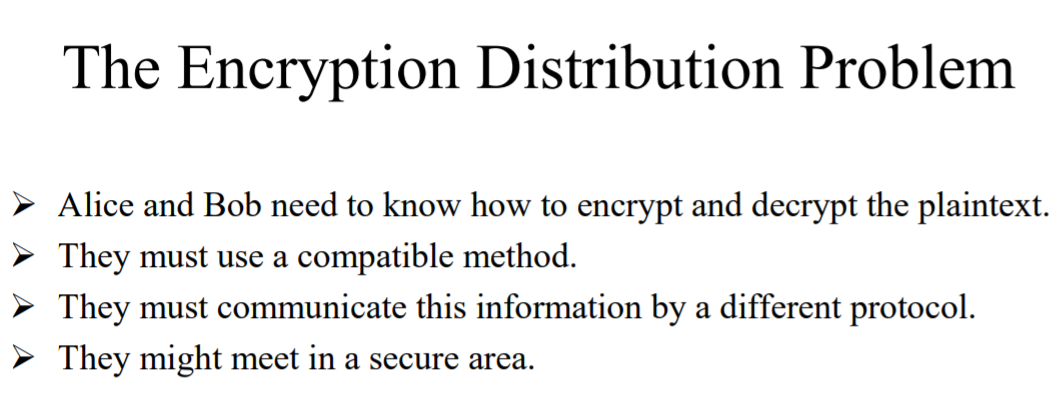 The Encryption Distribution Problem
➢ Alice and Bob need to know how to encrypt and decrypt the plaintext.
➢ They must use a compatible method.
➢ They must communicate this information by a different protocol.
➢ They might meet in a secure area.